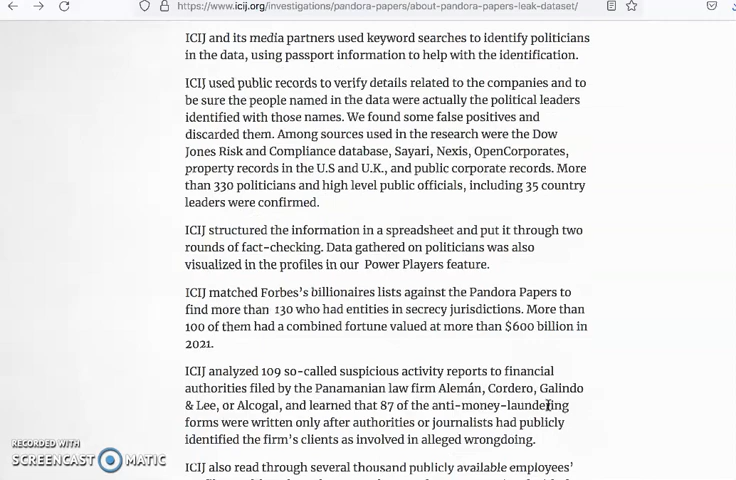 https://www.icij.org/investigations/pandora-papers/about-pandora-papers-leak-dataset/
ICIJ and its media partners used keyword searches to identify politicians
in the data, using passport information to help with the identification.
ICIJ used public records to verify details related to the companies and to
be sure the people named in the data were actually the political leaders
identified with those names. We found some false positives and
discarded them. Among sources used in the research were the Dow
Jones Risk and Compliance database, Sayari, Nexis, OpenCorporates,
property records in the U.S and U.K., and public corporate records. More
than 330 politicians and high level public officials, including 35 country
leaders were confirmed.
ICIJ structured the information in a spreadsheet and put it through two
rounds of fact-checking. Data gathered on politicians was also
visualized in the profiles in our Power Players feature.
ICIJ matched Forbes's billionaires lists against the Pandora Papers to
find more than 130 who had entities in secrecy jurisdictions. More than
100 of them had a combined fortune valued at more than $600 billion in
2021.
ICIJ analyzed 109 so-called suspicious activity reports to financial
authorities filed by the Panamanian law firm Alemán, Cordero, Galindo
& Lee, or Alcogal, and learned that 87 of the anti-money-laundering
forms were written only after authorities or journalists had publicly
identified the firm's clients as involved in alleged wrongdoing.
RECORDED WITH
SCREENCAST MATIC
ICIJ also read through several thousand publicly available employees'